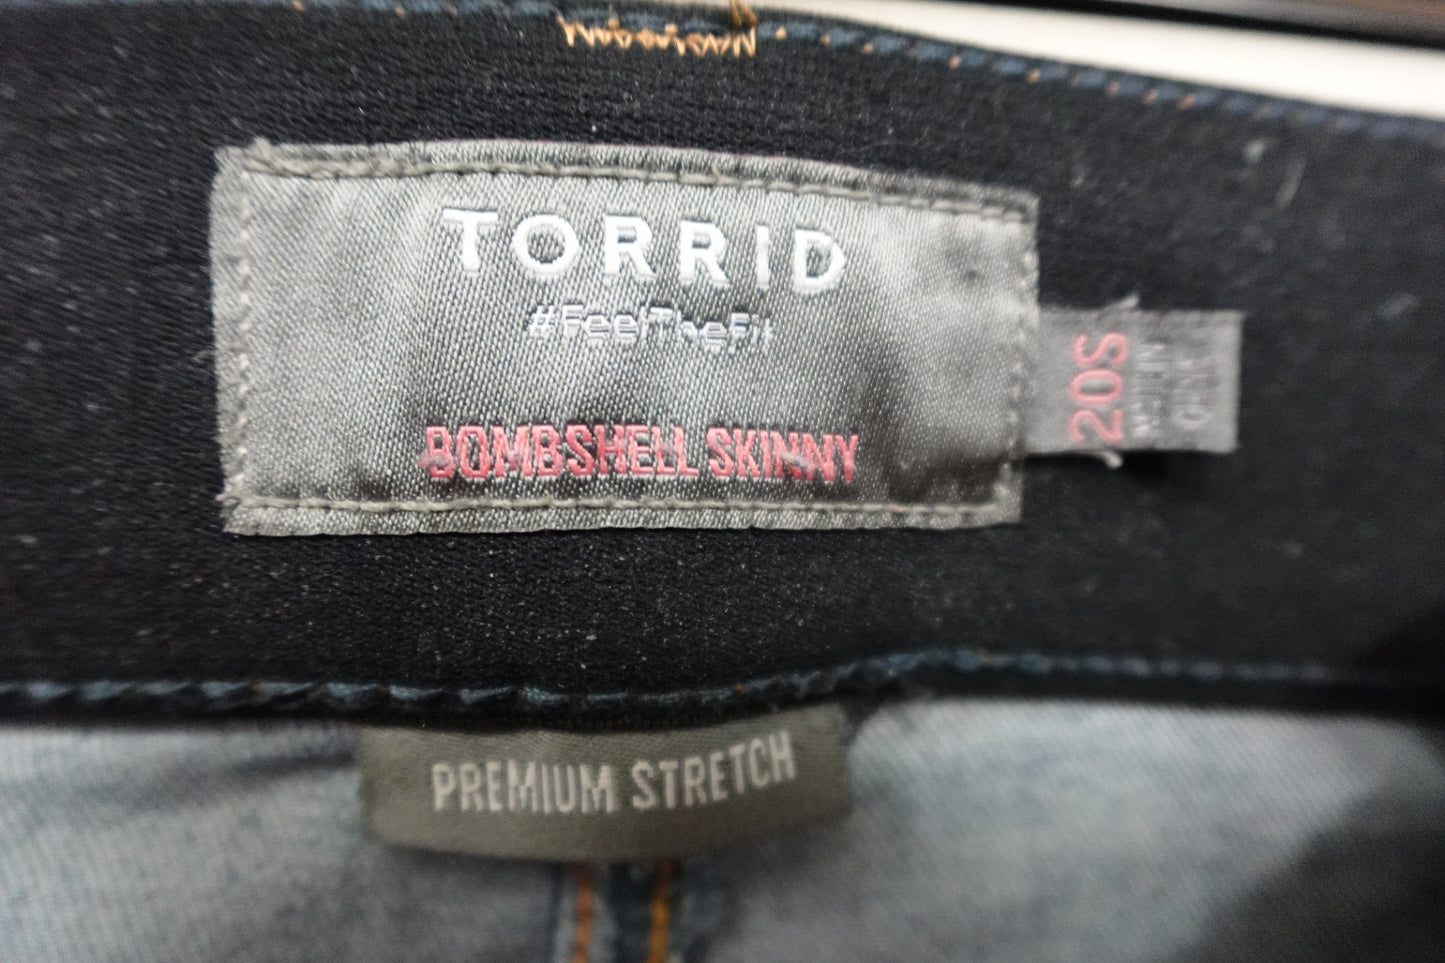 TORRID
#FeelTheFit
BOMBSHELL SKINNY
20S
PREMIUM STRETCH